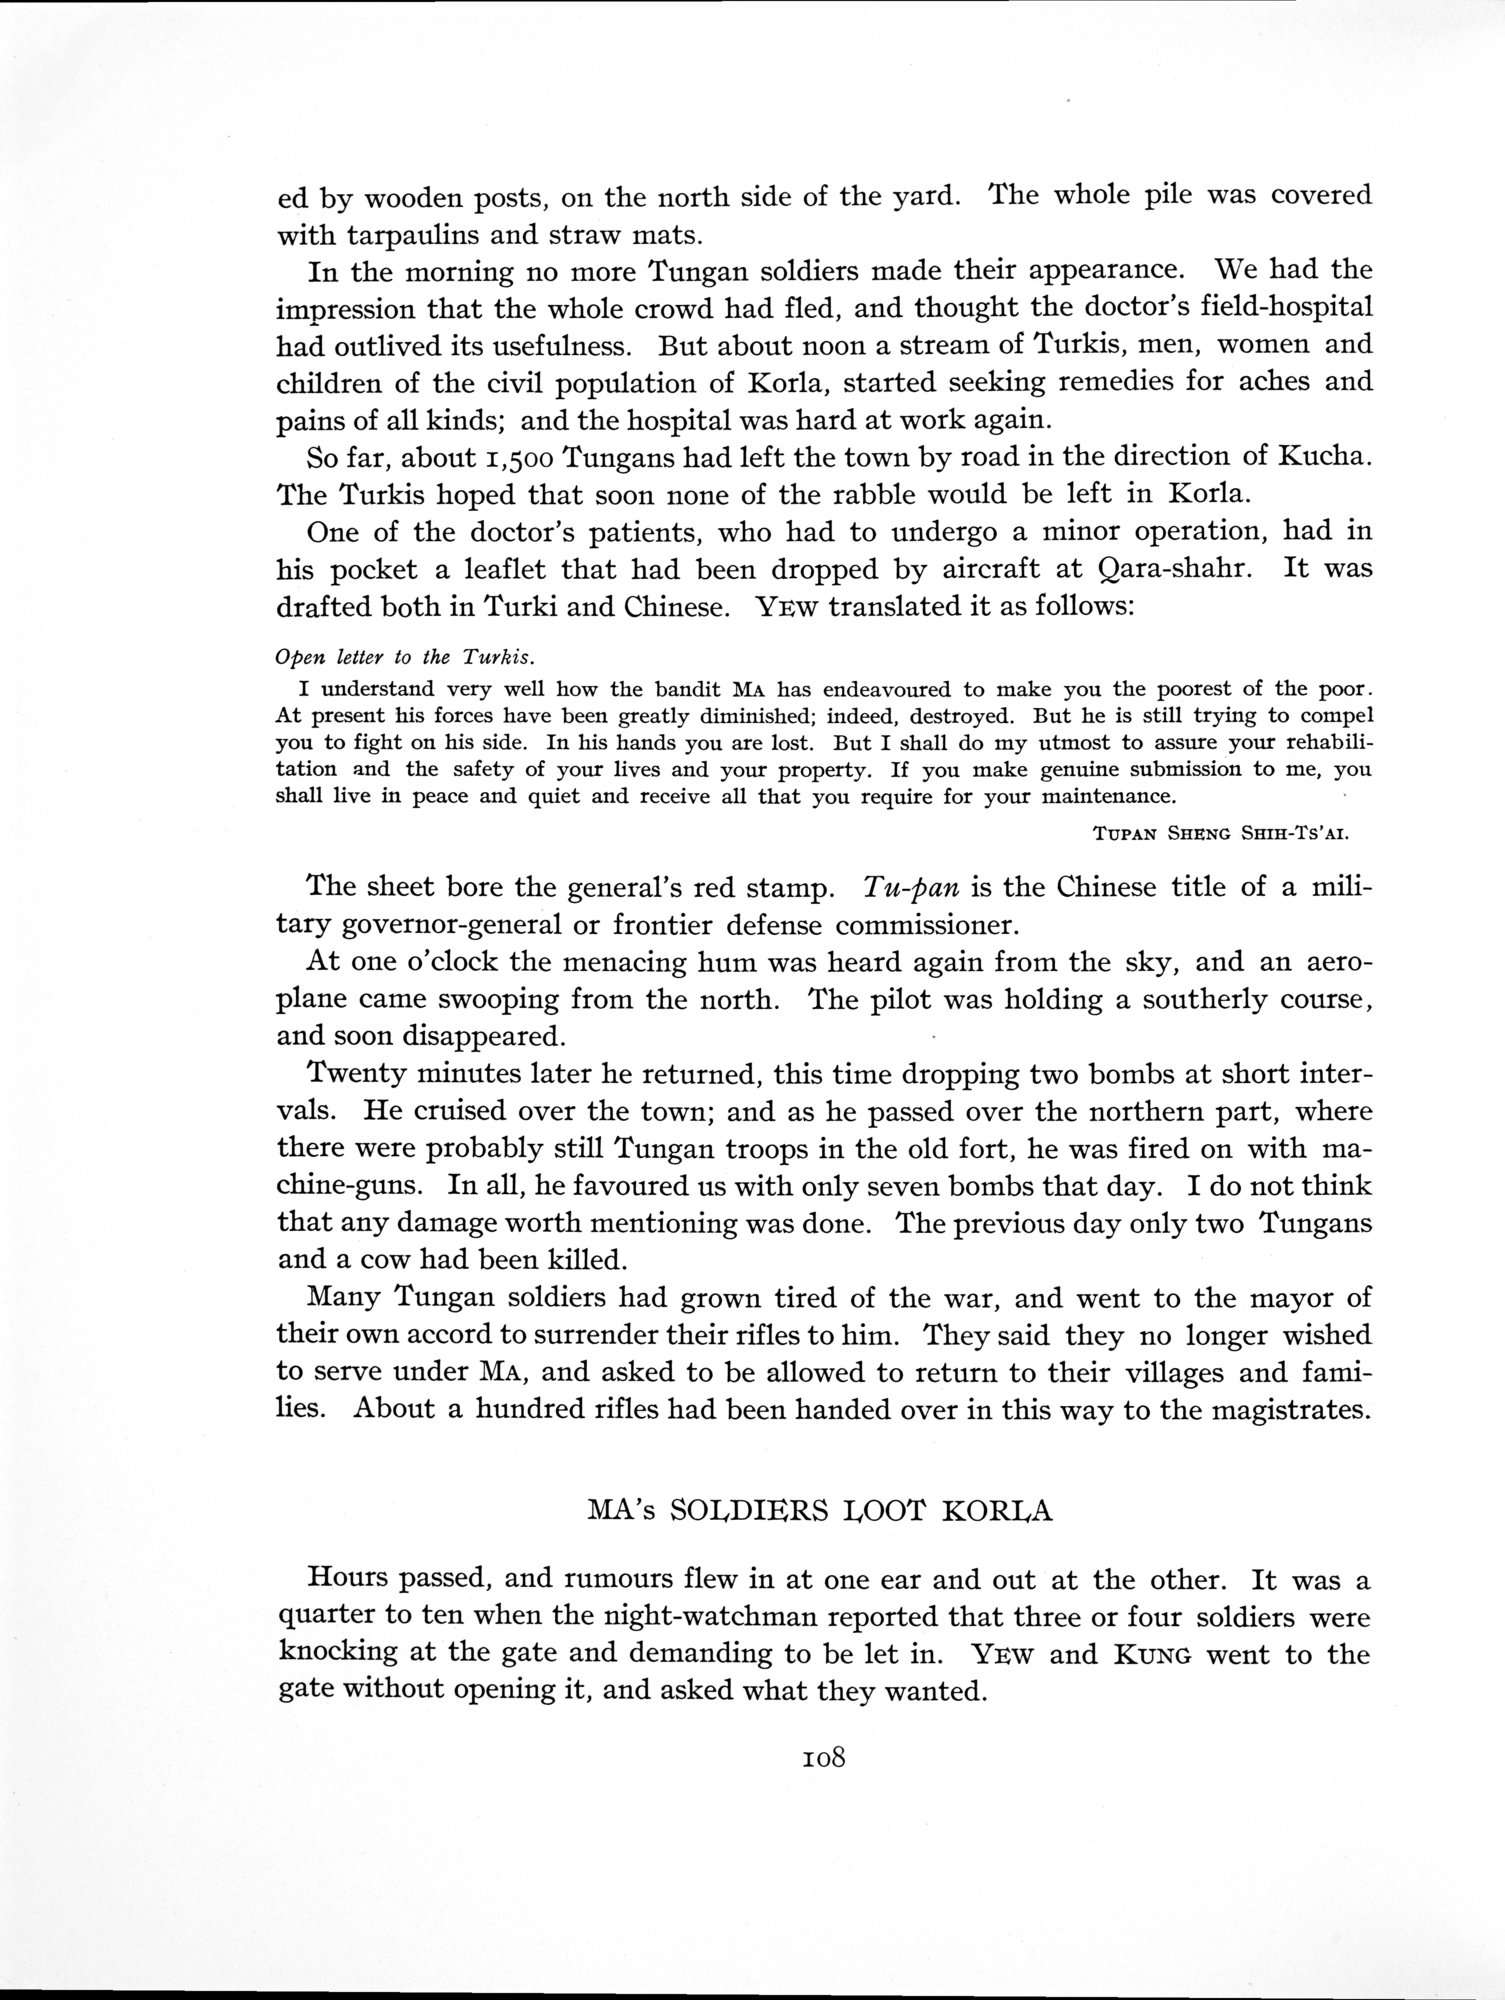 ed by wooden posts, on the north side of the yard. The whole pile was covered
with tarpaulins and straw mats.
In the morning no more Tungan soldiers made their appearance. We had the
impression that the whole crowd had fled, and thought the doctor's field-hospital
had outlived its usefulness. But about noon a stream of Turkis, men, women and
children of the civil population of Korla, started seeking remedies for aches and
pains of all kinds; and the hospital was hard at work again.
So far, about 1,500 Tungans had left the town by road in the direction of Kucha.
The Turkis hoped that soon none of the rabble would be left in Korla.
One of the doctor's patients, who had to undergo a minor operation, had in
his pocket a leaflet that had been dropped by aircraft at Qara-shahr. It was
drafted both in Turki and Chinese. YEW translated it as follows:
Open letter to the Turkis.
I understand very well how the bandit MA has endeavoured to make you the poorest of the poor.
At present his forces have been greatly diminished; indeed, destroyed. But he is still trying to compel
you to fight on his side. In his hands you are lost. But I shall do my utmost to assure your rehabili-
tation and the safety of your lives and your property. If you make genuine submission to me, you
shall live in peace and quiet and receive all that you require for your maintenance.
TUPAN SHENG SHIH-TS'AI.
The sheet bore the general's red stamp. Tu-pan is the Chinese title of a mili-
tary governor-general or frontier defense commissioner.
At one o'clock the menacing hum was heard again from the sky, and an aero-
plane came swooping from the north. The pilot was holding a southerly course,
and soon disappeared.
Twenty minutes later he returned, this time dropping two bombs at short inter-
vals. He cruised over the town; and as he passed over the northern part, where
there were probably still Tungan troops in the old fort, he was fired on with ma-
chine-guns. In all, he favoured us with only seven bombs that day. I do not think
that any damage worth mentioning was done. The previous day only two Tungans
and a cow had been killed.
Many Tungan soldiers had grown tired of the war, and went to the mayor of
their own accord to surrender their rifles to him. They said they no longer wished
to serve under MA, and asked to be allowed to return to their villages and fami-
lies. About a hundred rifles had been handed over in this way to the magistrates.
MA's SOLDIERS LOOT KORLA
Hours passed, and rumours flew in at one ear and out at the other. It was a
quarter to ten when the night-watchman reported that three or four soldiers were
knocking at the gate and demanding to be let in. YEW and KUNG went to the
gate without opening it, and asked what they wanted.
108